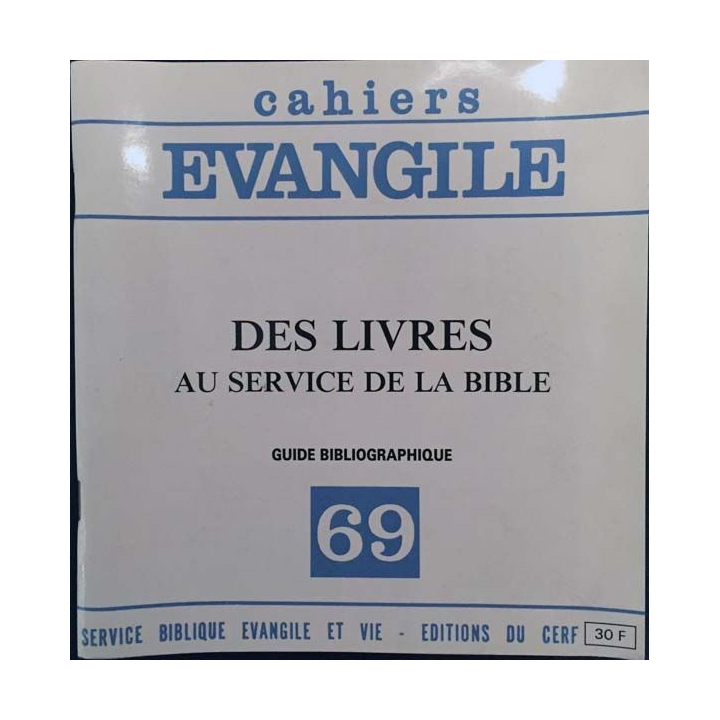 cahiers
EVANGILE
DES LIVRES
AU SERVICE DE LA BIBLE
GUIDE BIBLIOGRAPHIQUE
69
SERVICE BIBLIQUE EVANGILE ET VIE - EDITIONS DU CERF 30 F